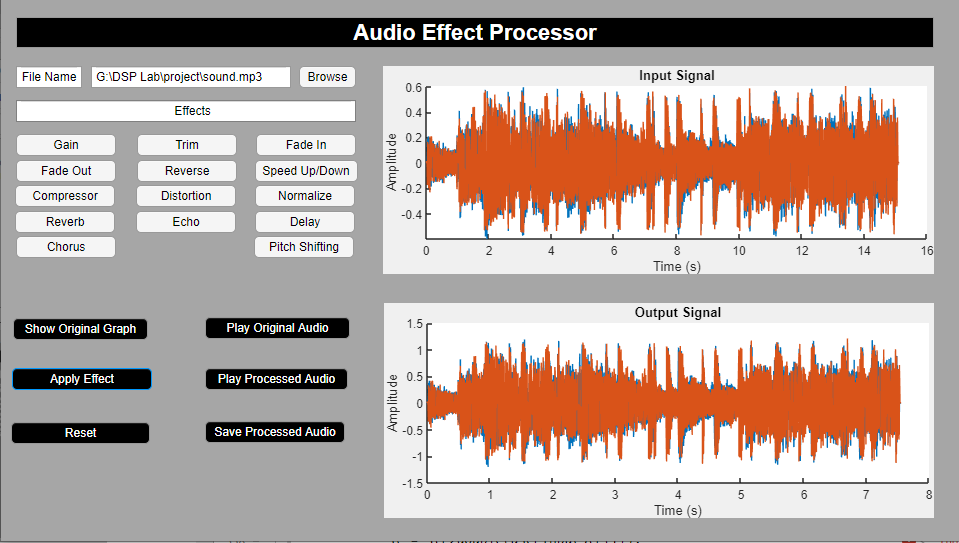 Audio Effect Processor
File Name
G:\DSP Lab\project\sound.mp3
Browse
Effects
Gain
Trim
Fade In
Fade Out
Reverse
Speed Up/Down
Compressor
Distortion
Normalize
Reverb
Echo
Delay
Chorus
Pitch Shifting
Show Original Graph
Play Original Audio
Apply Effect
Play Processed Audio
Reset
Save Processed Audio
Input Signal
Amplitude
0.6
0.4
0.2
0
-0.2
-0.4
0 2 4 6 8 10 12 14 16
Time (s)
Output Signal
Amplitude
1.5
1
0.5
0
-0.5
-1
-1.5
0 1 2 3 4 5 6 7 8
Time (s)